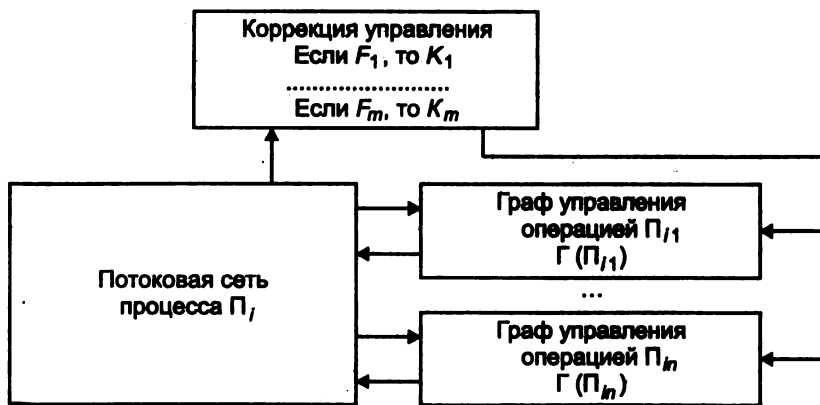 Коррекция управления
Если F₁, то K₁
..........................
Если Fₘ, то Kₘ
Потоковая сеть
процесса Пᵢ
Граф управления
операцией Пᵢ₁
Г (Пᵢ₁)
...
Граф управления
операцией Пᵢₙ
Г (Пᵢₙ)